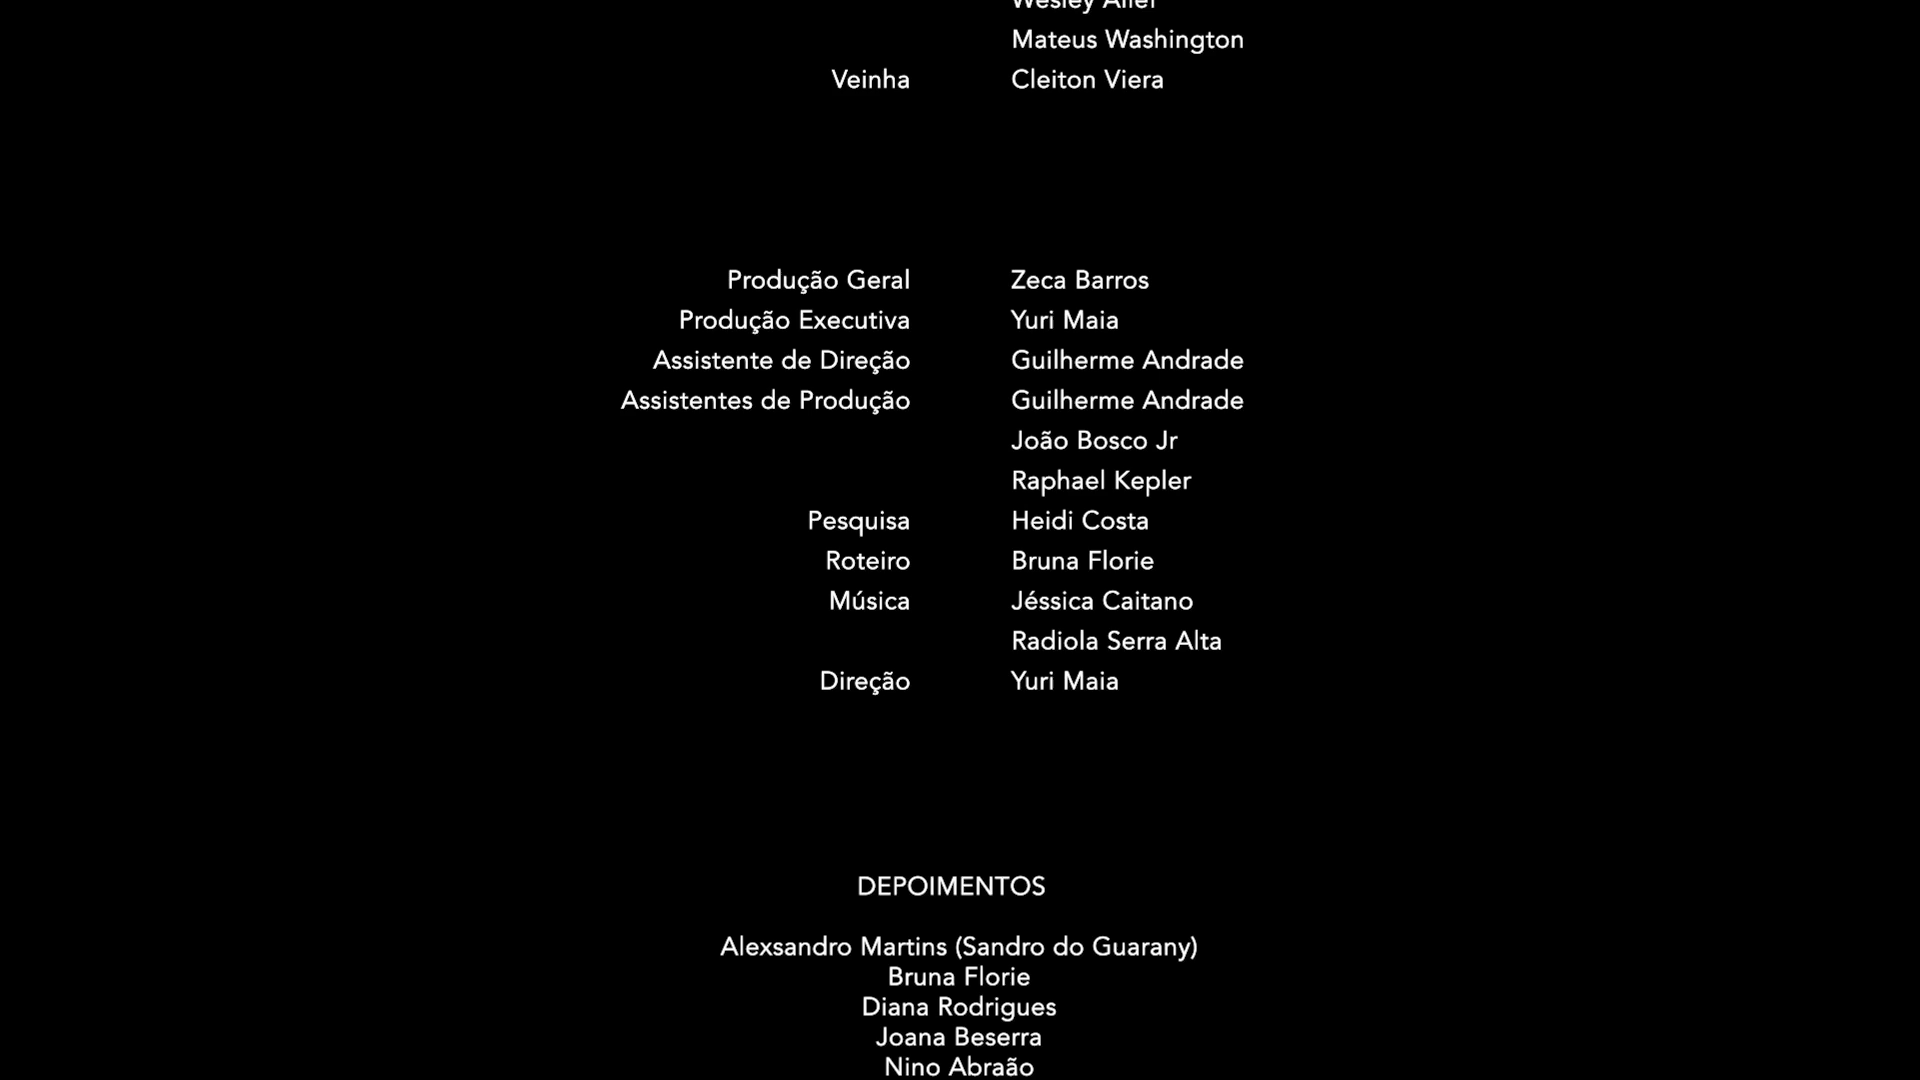 Mateus Washington
Veinha Cleiton Viera
Produção Geral Zeca Barros
Produção Executiva Yuri Maia
Assistente de Direção Guilherme Andrade
Assistentes de Produção Guilherme Andrade
João Bosco Jr
Raphael Kepler
Pesquisa Heidi Costa
Roteiro Bruna Florie
Música Jéssica Caitano
Radiola Serra Alta
Direção Yuri Maia
DEPOIMENTOS
Alexsandro Martins (Sandro do Guarany)
Bruna Florie
Diana Rodrigues
Joana Beserra
Nino Abraão